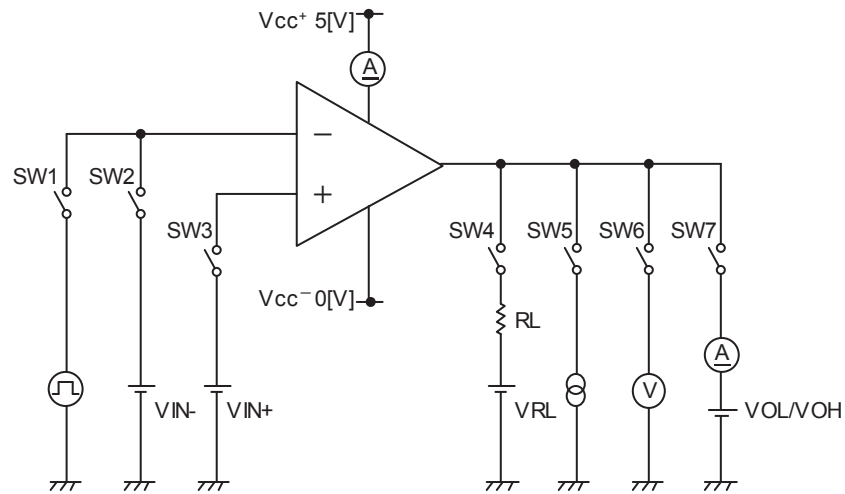 Vcc+ 5[V]
A
SW1
SW2
−
+
SW3
SW4
SW5
SW6
SW7
Vcc− 0[V]
RL
A
VIN-
VIN+
VRL
V
VOL/VOH